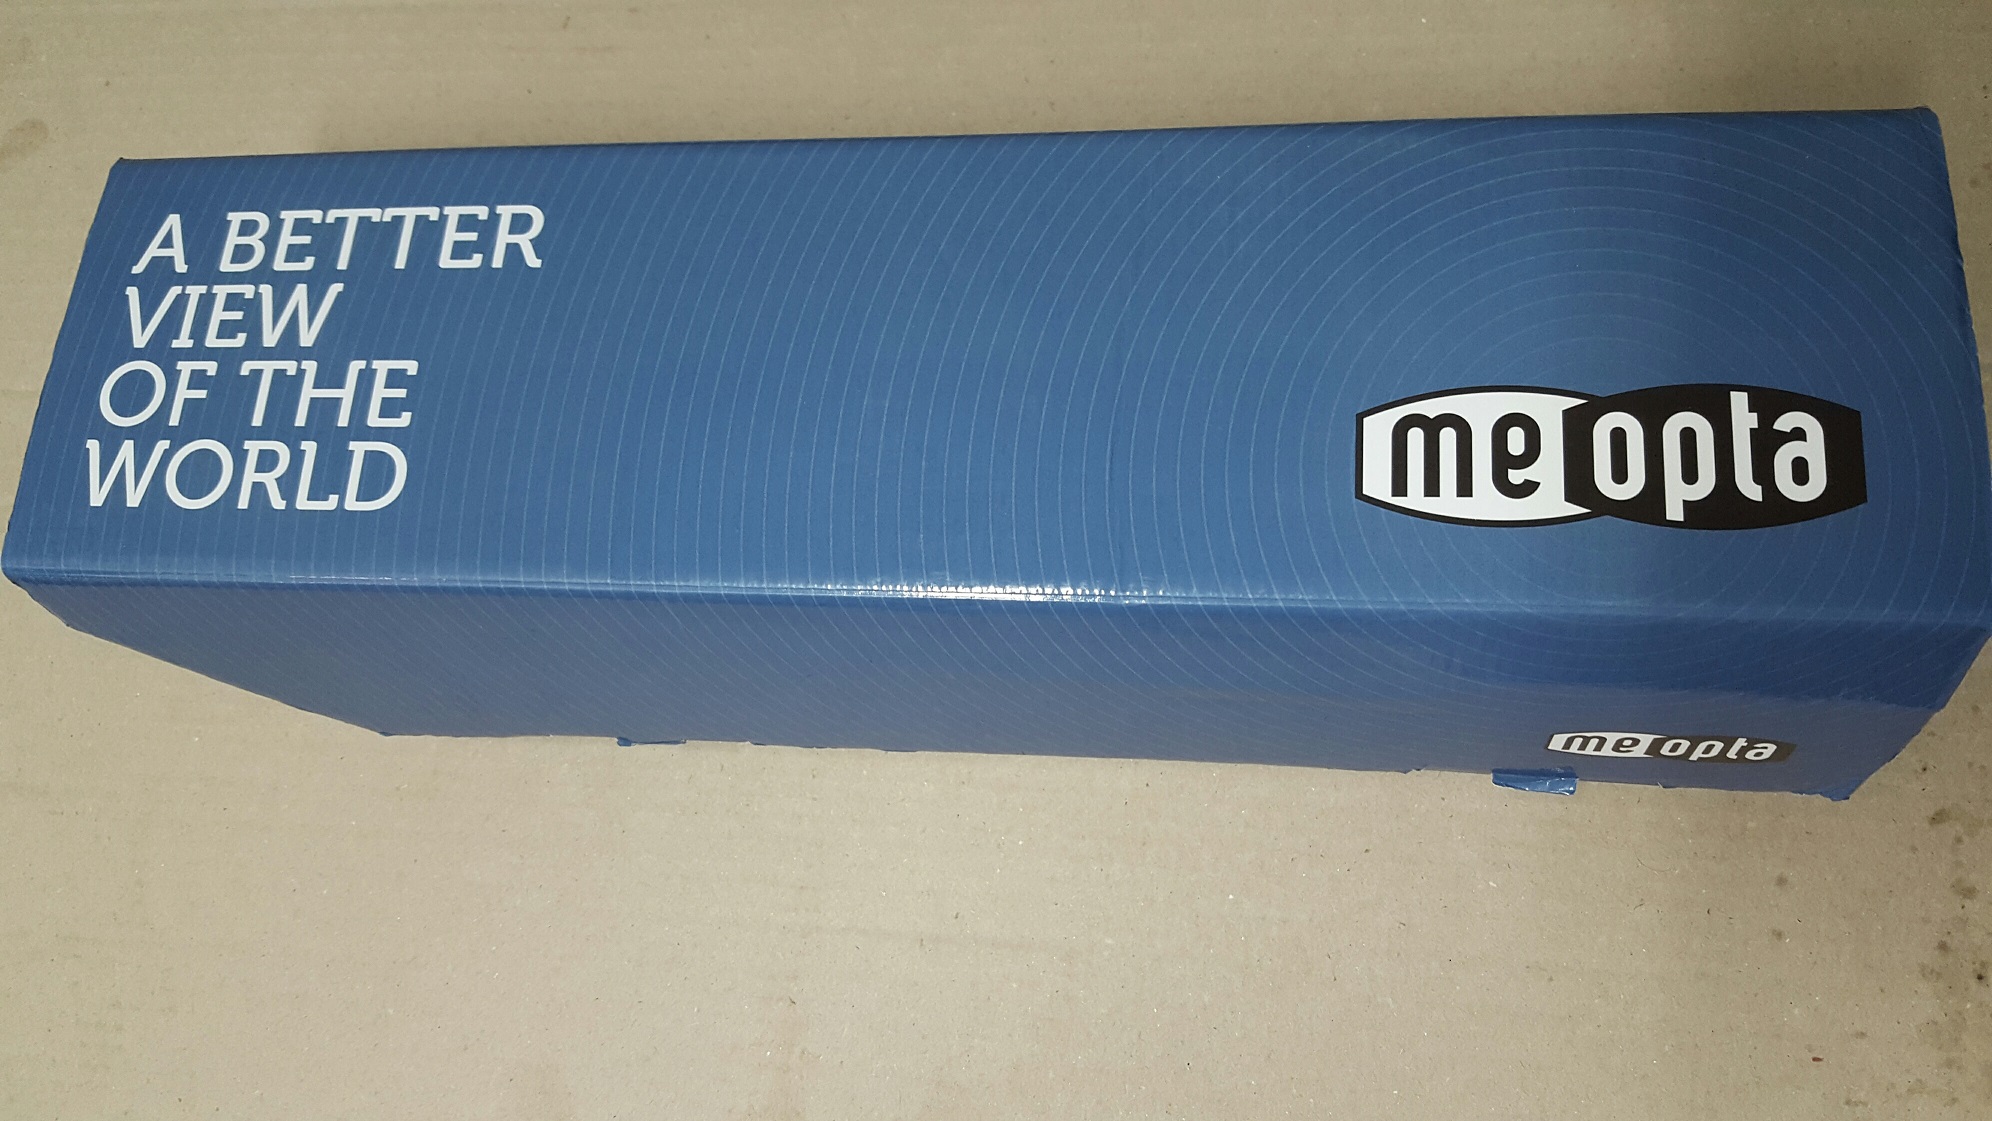 A BETTER
VIEW
OF THE
WORLD
meopta
meopta